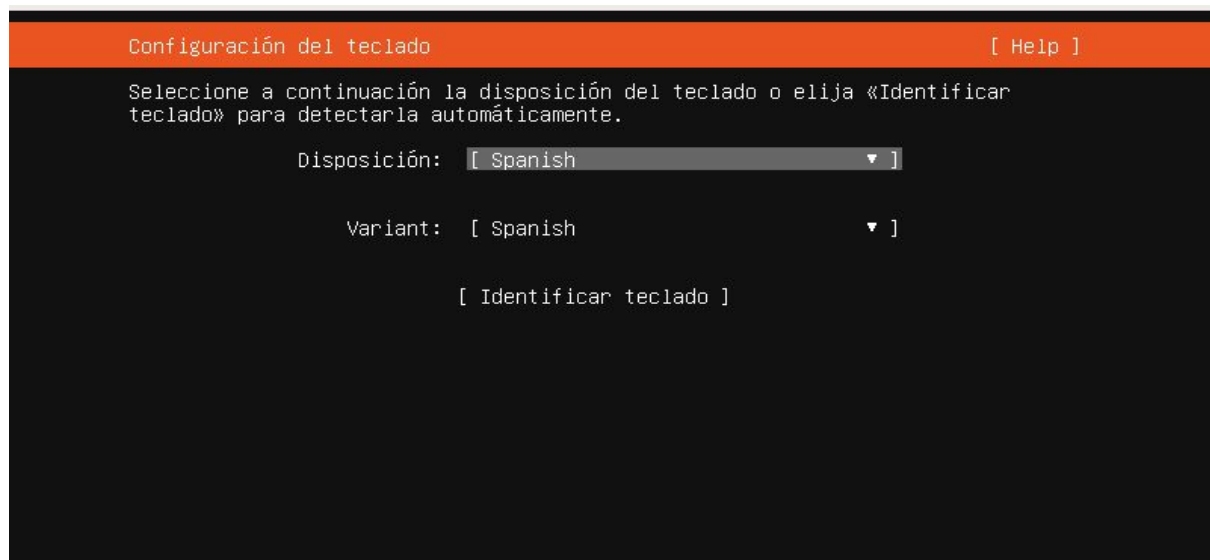 Configuración del teclado [ Help ]
Seleccione a continuación la disposición del teclado o elija «Identificar
teclado» para detectarla automáticamente.
Disposición: [ Spanish ▾ ]
Variant: [ Spanish ▾ ]
[ Identificar teclado ]